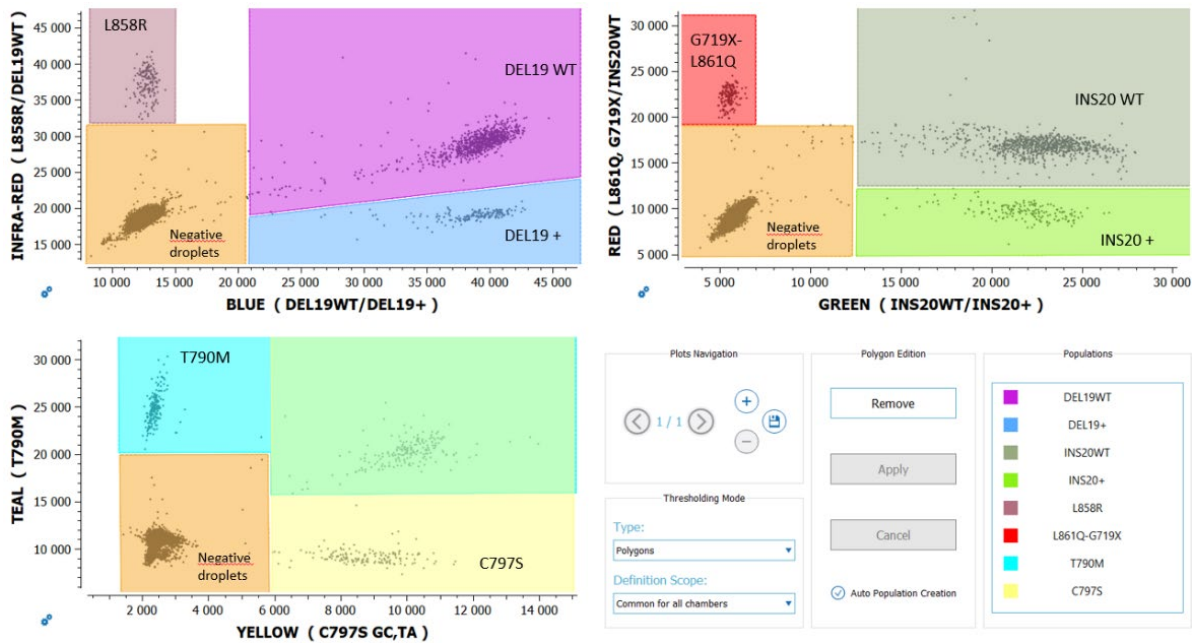 L858R
DEL19 WT
DEL19 +
Negative
droplets
45 000
40 000
35 000
30 000
25 000
20 000
15 000
10 000
15 000
20 000
25 000
30 000
35 000
40 000
45 000
INFRA-RED ( L858R/DEL19WT)
BLUE ( DEL19WT/DEL19+)
G719X-
L861Q
INS20 WT
INS20 +
Negative
droplets
30 000
25 000
20 000
15 000
10 000
5 000
5 000
10 000
15 000
20 000
25 000
30 000
RED ( L861Q, G719X/INS20WT
GREEN ( INS20WT/INS20+)
T790M
C797S
Negative
droplets
30 000
25 000
20 000
15 000
10 000
2 000
4 000
6 000
8 000
10 000
12 000
14 000
TEAL ( T790M)
YELLOW ( C797S GC,TA)
Plots Navigation
1 / 1
Thresholding Mode
Type:
Polygons
Definition Scope:
Common for all chambers
Polygon Edition
Remove
Apply
Cancel
Auto Population Creation
Populations
DEL19WT
DEL19+
INS20WT
INS20+
L858R
L861Q-G719X
T790M
C797S